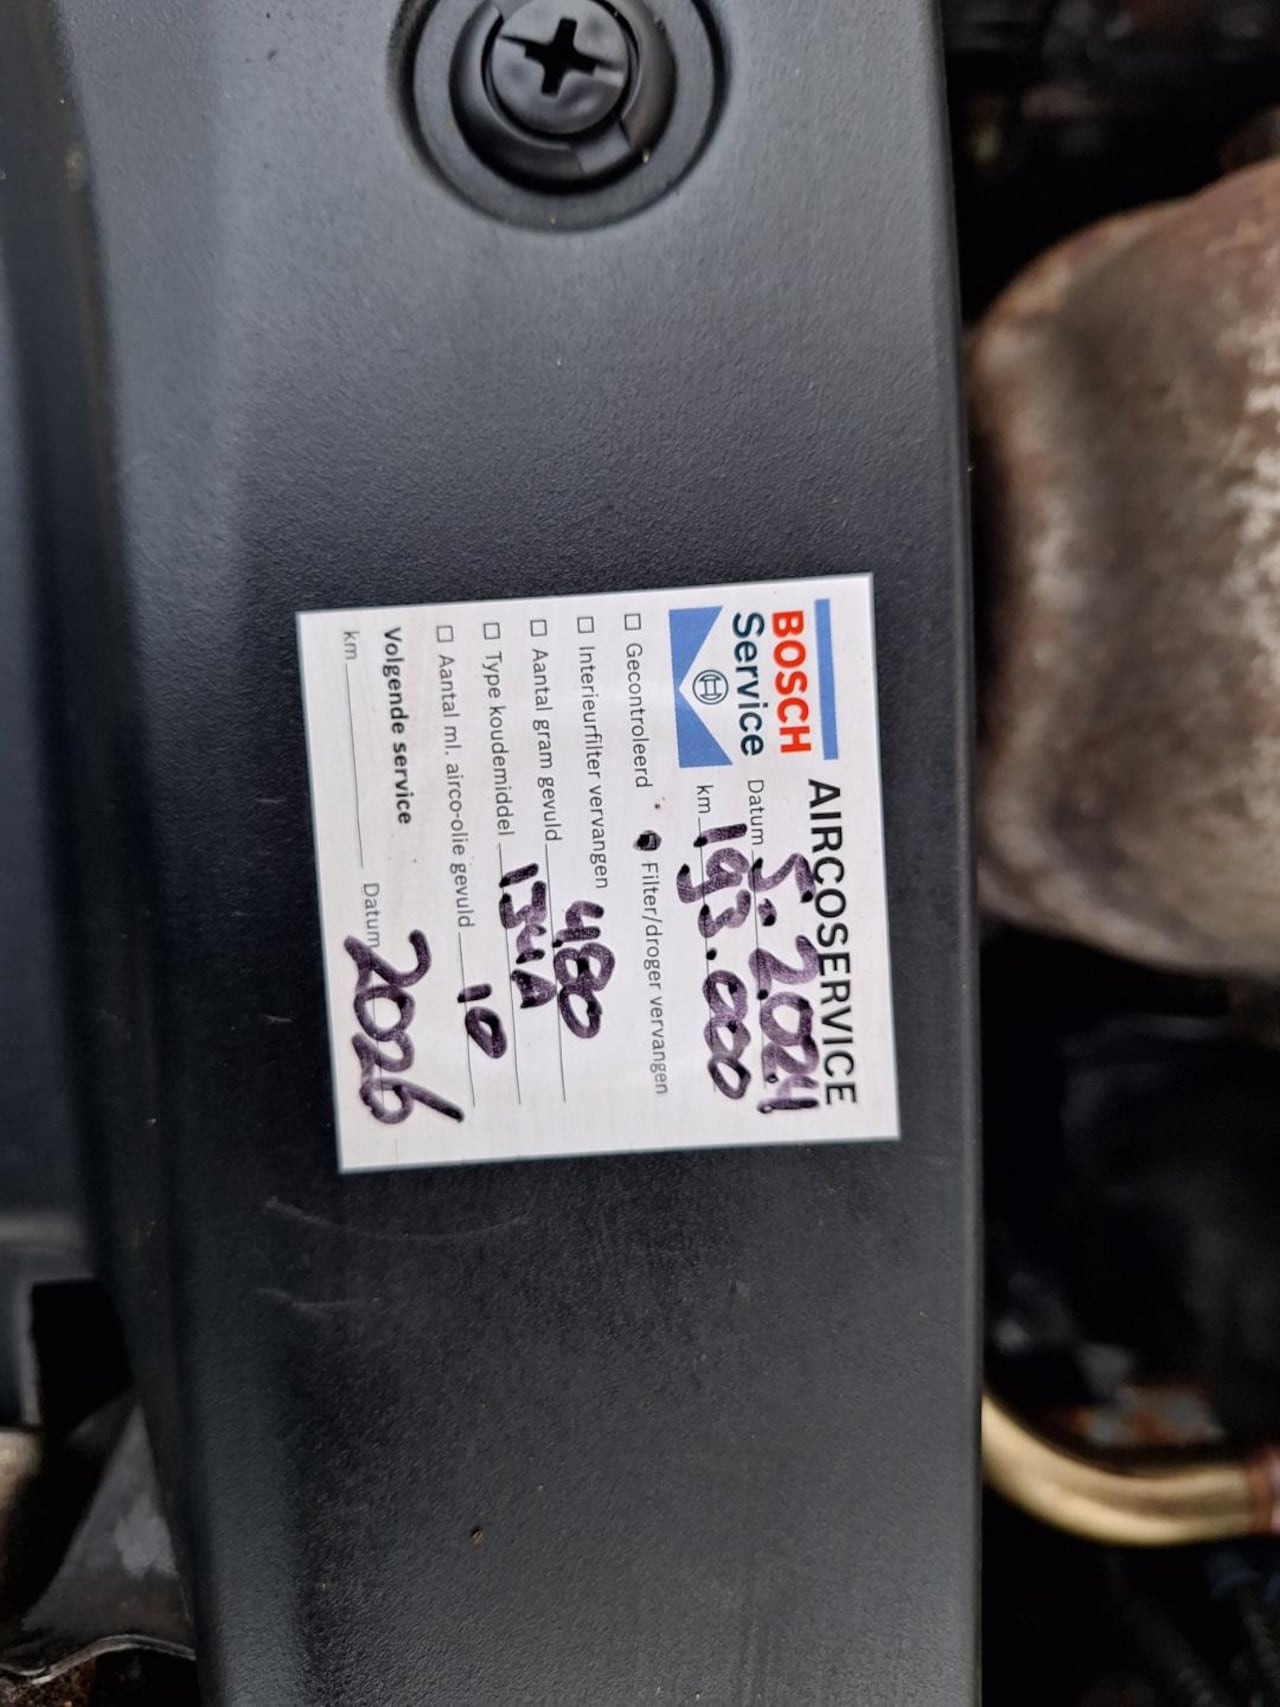 AIRCOSERVICE
BOSCH
Service
Datum 5-2024
km 193.000
Gecontroleerd Filter/droger vervangen
Interieurfilter vervangen
Aantal gram gevuld 480
Type koudemiddel 134A
Aantal ml. airco-olie gevuld 10
Volgende service
km Datum 2026